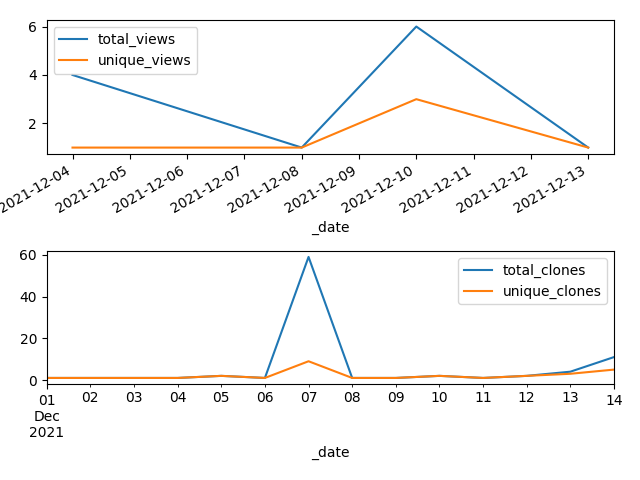 6
total_views
unique_views
4
2
2021-12-04
2021-12-05
2021-12-06
2021-12-07
2021-12-08
2021-12-09
2021-12-10
2021-12-11
2021-12-12
2021-12-13
_date
60
total_clones
unique_clones
40
20
0
01 02 03 04 05 06 07 08 09 10 11 12 13 14
Dec
2021
_date